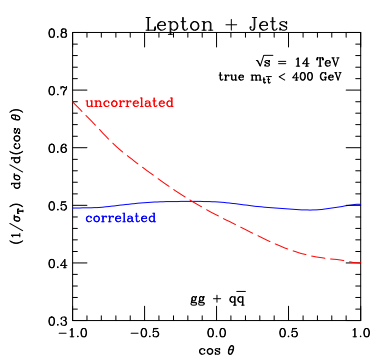 Lepton + Jets
√s = 14 TeV
true m_tt̅ < 400 GeV
uncorrelated
correlated
gg + qq̅
(1/σ_T) dσ/d(cos θ)
0.8
0.7
0.6
0.5
0.4
0.3
-1.0 -0.5 0.0 0.5 1.0
cos θ